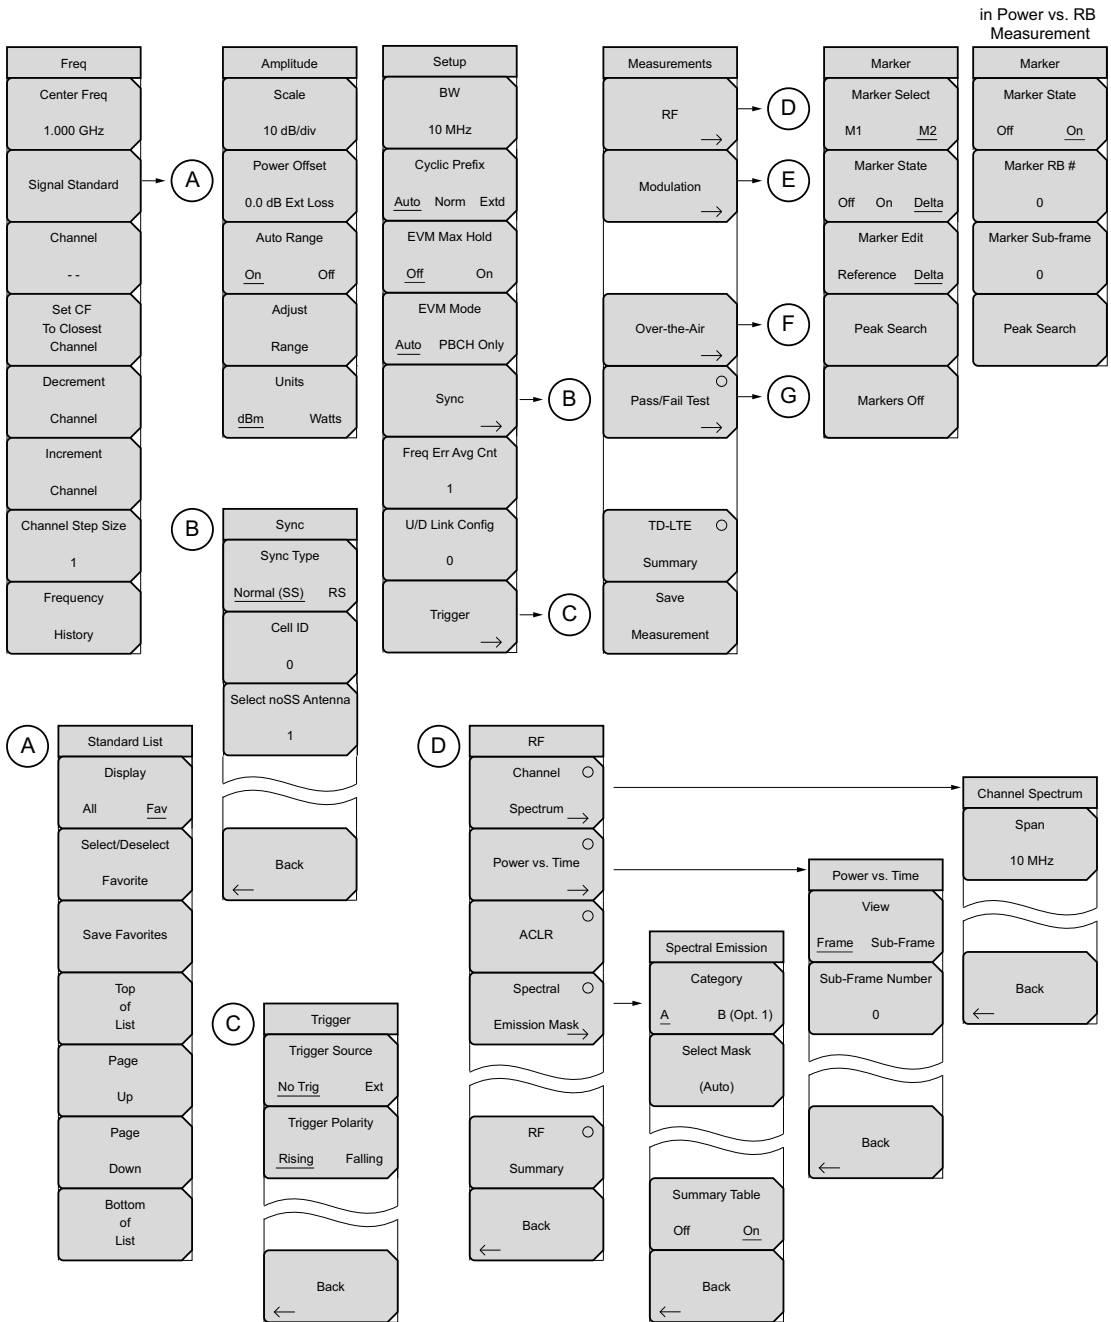 in Power vs. RB
Measurement
Freq
Center Freq
1.000 GHz
Signal Standard
A
Channel
- -
Set CF
To Closest
Channel
Decrement
Channel
Increment
Channel
Channel Step Size
1
Frequency
History
Amplitude
Scale
10 dB/div
Power Offset
0.0 dB Ext Loss
Auto Range
On Off
Adjust
Range
Units
dBm Watts
Setup
BW
10 MHz
Cyclic Prefix
Auto Norm Extd
EVM Max Hold
Off On
EVM Mode
Auto PBCH Only
Sync
B
Freq Err Avg Cnt
1
U/D Link Config
0
Trigger
C
Measurements
RF
D
Modulation
E
Over-the-Air
F
Pass/Fail Test
G
TD-LTE
Summary
Save
Measurement
Marker
Marker Select
M1 M2
Marker State
Off On Delta
Marker Edit
Reference Delta
Peak Search
Markers Off
Marker
Marker State
Off On
Marker RB #
0
Marker Sub-frame
0
Peak Search
B
Sync
Sync Type
Normal (SS) RS
Cell ID
0
Select noSS Antenna
1
Back
A
Standard List
Display
All Fav
Select/Deselect
Favorite
Save Favorites
Top
of
List
Page
Up
Page
Down
Bottom
of
List
C
Trigger
Trigger Source
No Trig Ext
Trigger Polarity
Rising Falling
Back
D
RF
Channel
Spectrum
Power vs. Time
ACLR
Spectral
Emission Mask
RF
Summary
Back
Spectral Emission
Category
A B (Opt. 1)
Select Mask
(Auto)
Summary Table
Off On
Back
Power vs. Time
View
Frame Sub-Frame
Sub-Frame Number
0
Back
Channel Spectrum
Span
10 MHz
Back